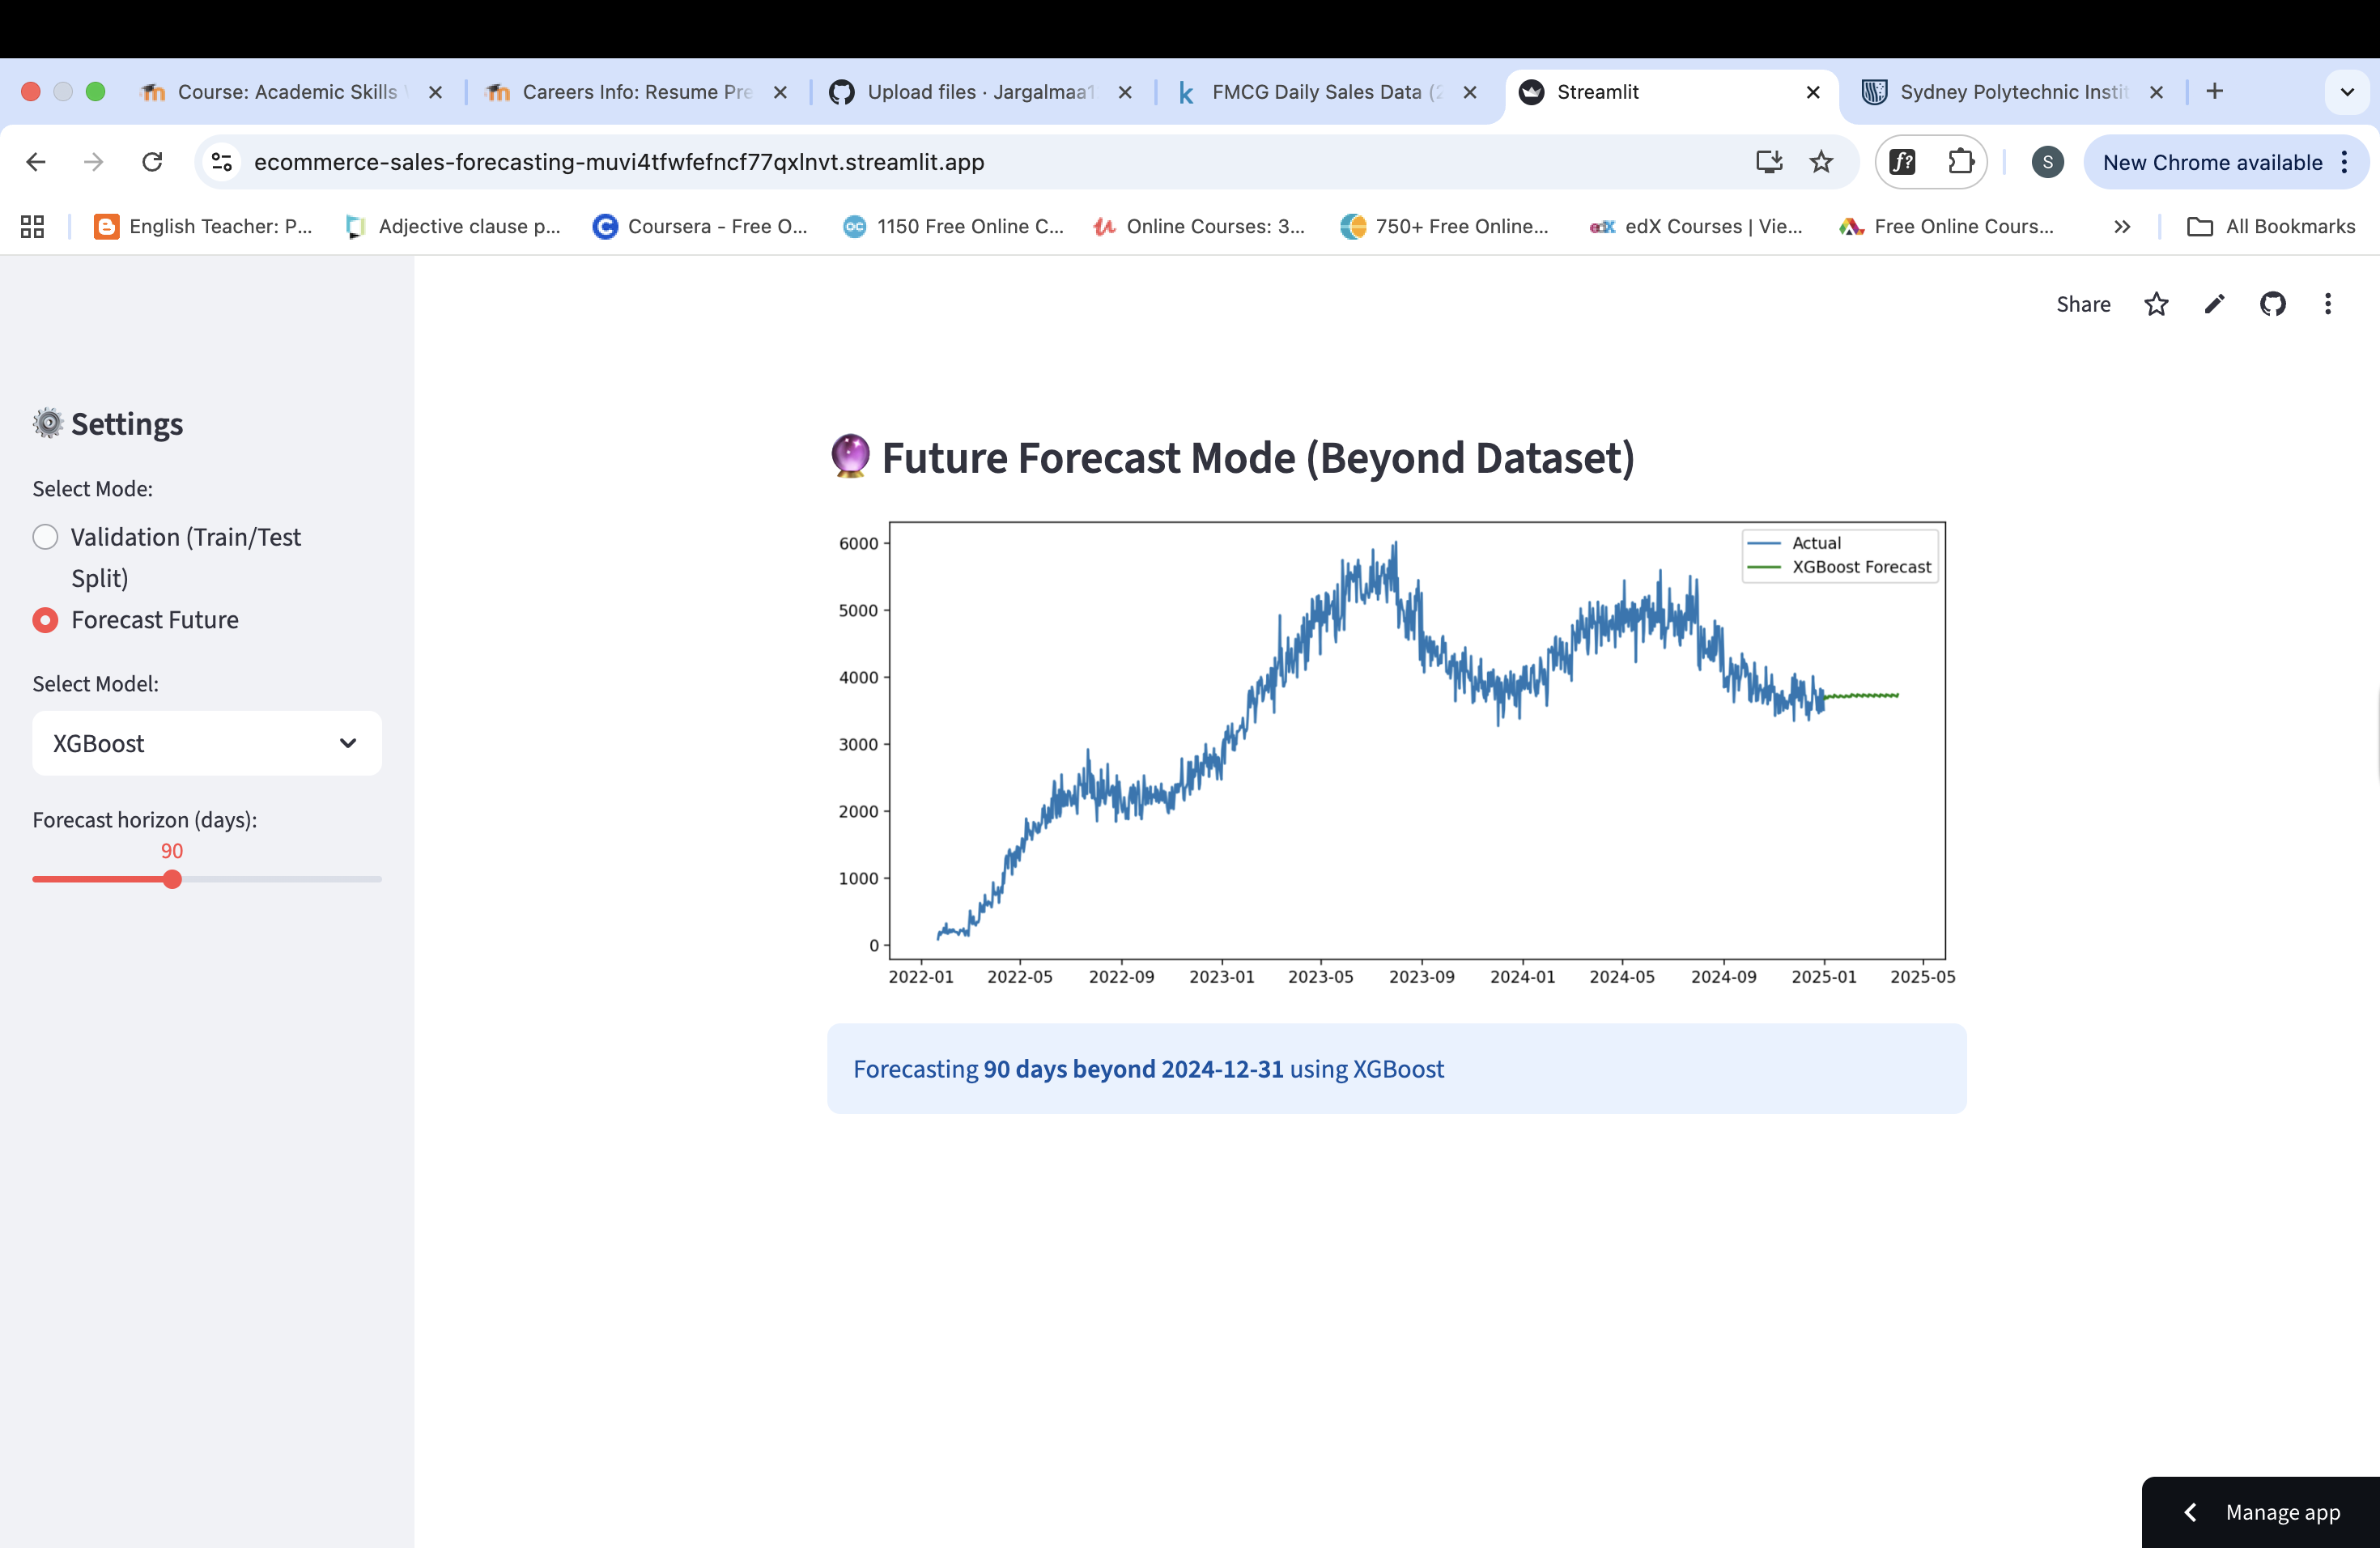 Course: Academic Skills
Careers Info: Resume Pre
Upload files · Jargalmaa1
FMCG Daily Sales Data (2
Streamlit
Sydney Polytechnic Instit
ecommerce-sales-forecasting-muvi4tfwfefncf77qxlnvt.streamlit.app
S
New Chrome available
English Teacher: P...
Adjective clause p...
Coursera - Free O...
1150 Free Online C...
Online Courses: 3...
750+ Free Online...
edX Courses | Vie...
Free Online Cours...
All Bookmarks
Share
Settings
Select Mode:
Validation (Train/Test
Split)
Forecast Future
Select Model:
XGBoost
Forecast horizon (days):
90
Future Forecast Mode (Beyond Dataset)
Actual
XGBoost Forecast
6000
5000
4000
3000
2000
1000
0
2022-01 2022-05 2022-09 2023-01 2023-05 2023-09 2024-01 2024-05 2024-09 2025-01 2025-05
Forecasting 90 days beyond 2024-12-31 using XGBoost
Manage app